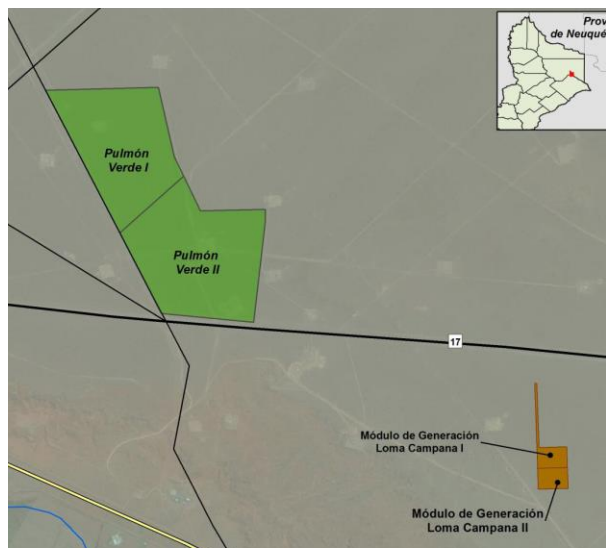 Prov
de Neuqué
Pulmón
Verde I
Pulmón
Verde II
17
Módulo de Generación
Loma Campana I
Módulo de Generación
Loma Campana II